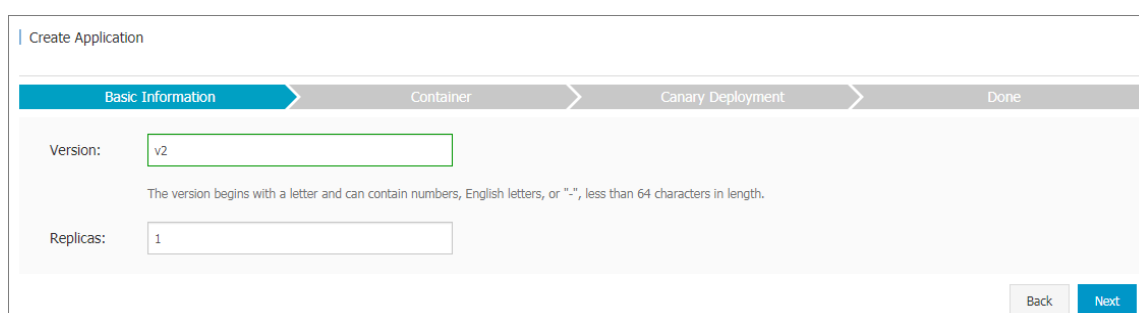 Create Application
Basic Information Container Canary Deployment Done
Version: v2
The version begins with a letter and can contain numbers, English letters, or "-", less than 64 characters in length.
Replicas: 1
Back Next